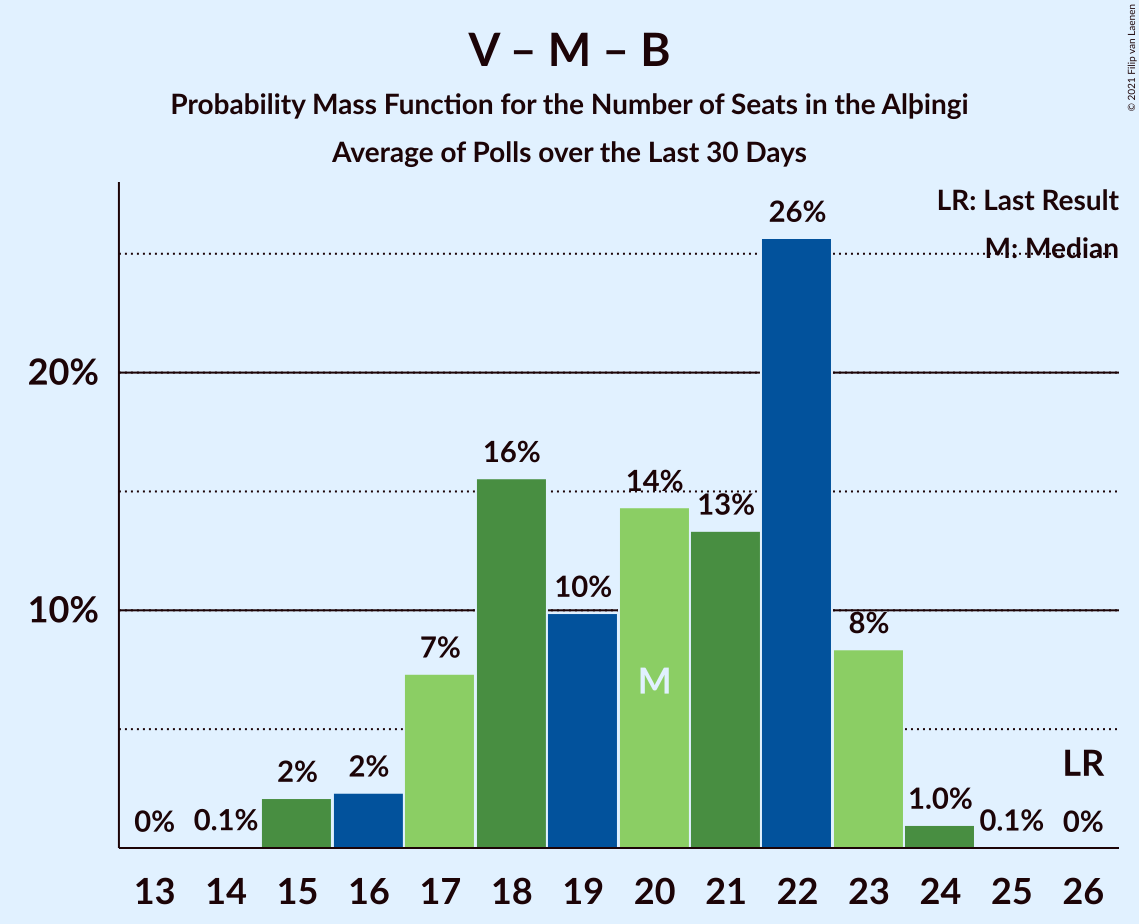 V – M – B
Probability Mass Function for the Number of Seats in the Alþingi
Average of Polls over the Last 30 Days
© 2021 Filip van Laenen
LR: Last Result
M: Median
26%
20%
16%
14%
13%
10%
10%
8%
7%
M
LR
2%
2%
1.0%
0%
0.1%
0.1%
0%
13 14 15 16 17 18 19 20 21 22 23 24 25 26